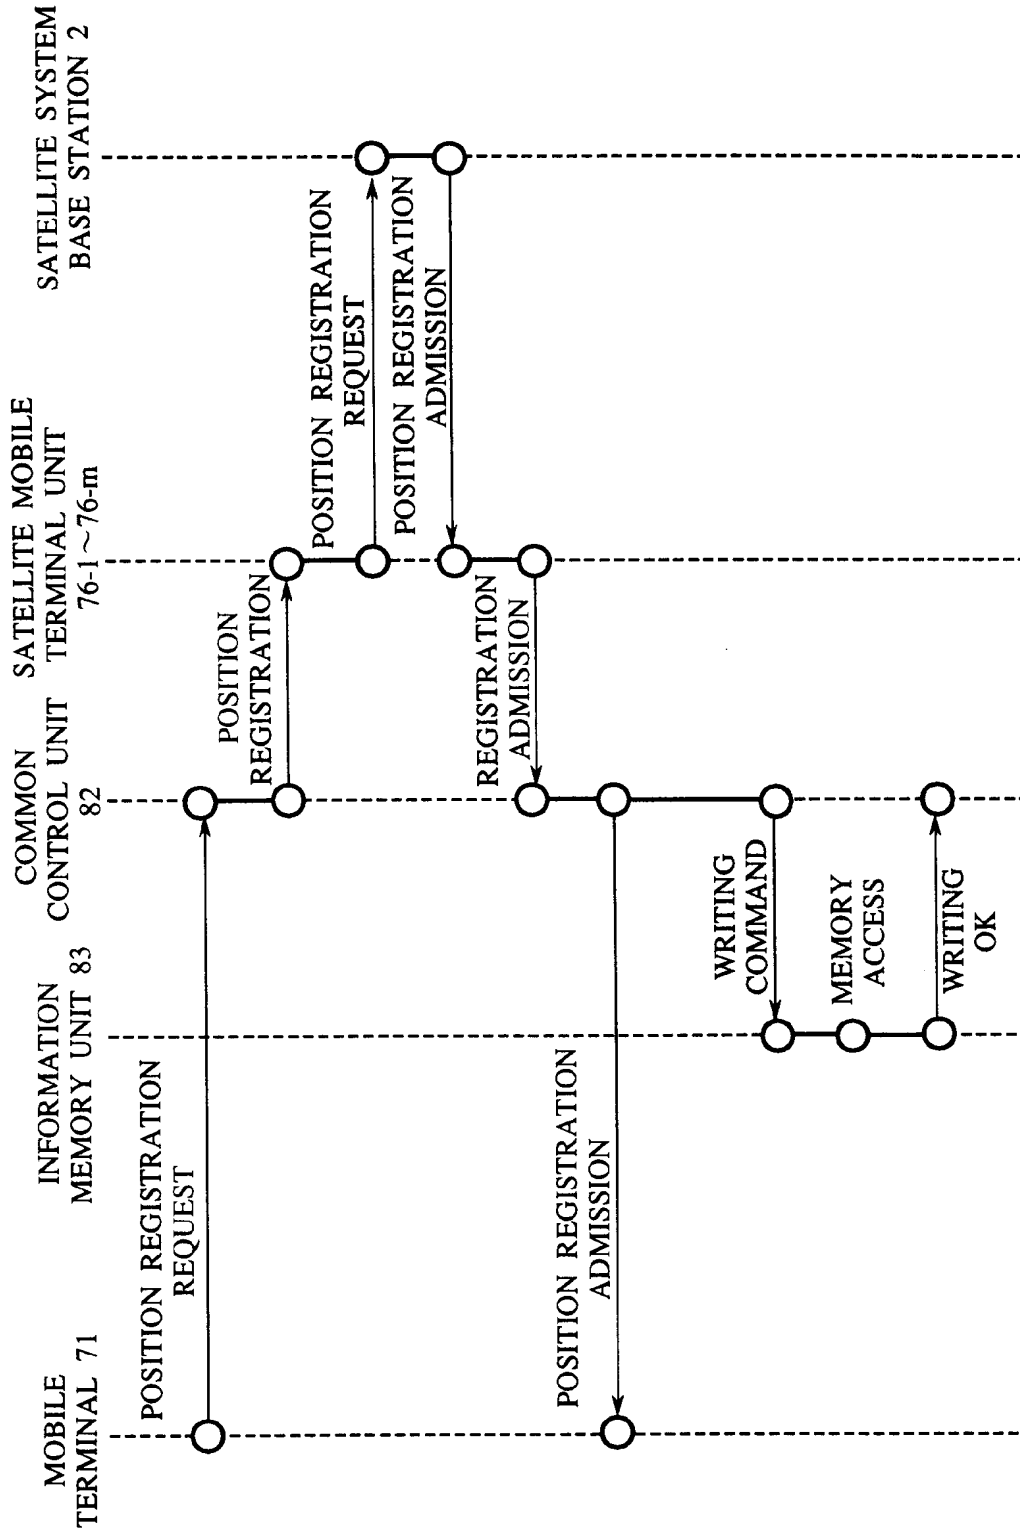 MOBILE
TERMINAL 71
INFORMATION
MEMORY UNIT 83
COMMON
CONTROL UNIT
82
SATELLITE MOBILE
TERMINAL UNIT
76-1~76-m
SATELLITE SYSTEM
BASE STATION 2
POSITION REGISTRATION
REQUEST
POSITION
REGISTRATION
POSITION REGISTRATION
REQUEST
POSITION REGISTRATION
ADMISSION
REGISTRATION
ADMISSION
POSITION REGISTRATION
ADMISSION
WRITING
COMMAND
MEMORY
ACCESS
WRITING
OK